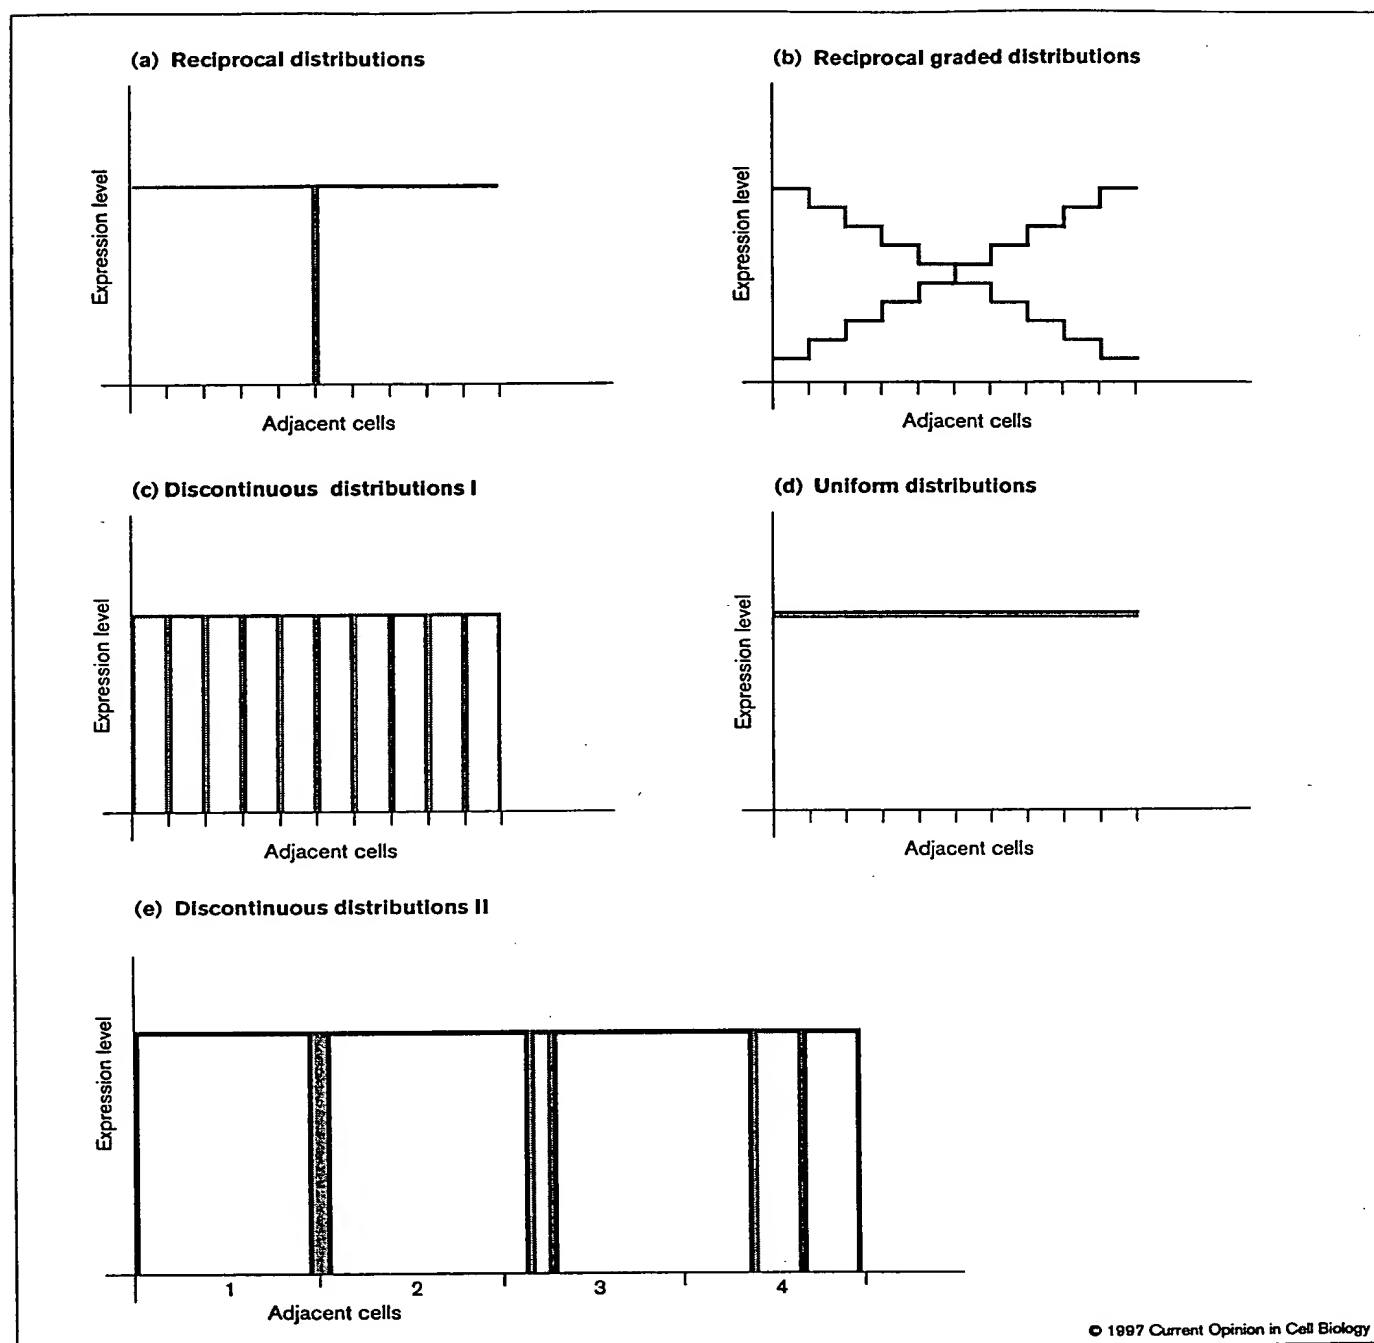 (a) Reciprocal distributions
Expression level
Adjacent cells
(b) Reciprocal graded distributions
Expression level
Adjacent cells
(c) Discontinuous distributions I
Expression level
Adjacent cells
(d) Uniform distributions
Expression level
Adjacent cells
(e) Discontinuous distributions II
Expression level
1 2 3 4
Adjacent cells
© 1997 Current Opinion in Cell Biology